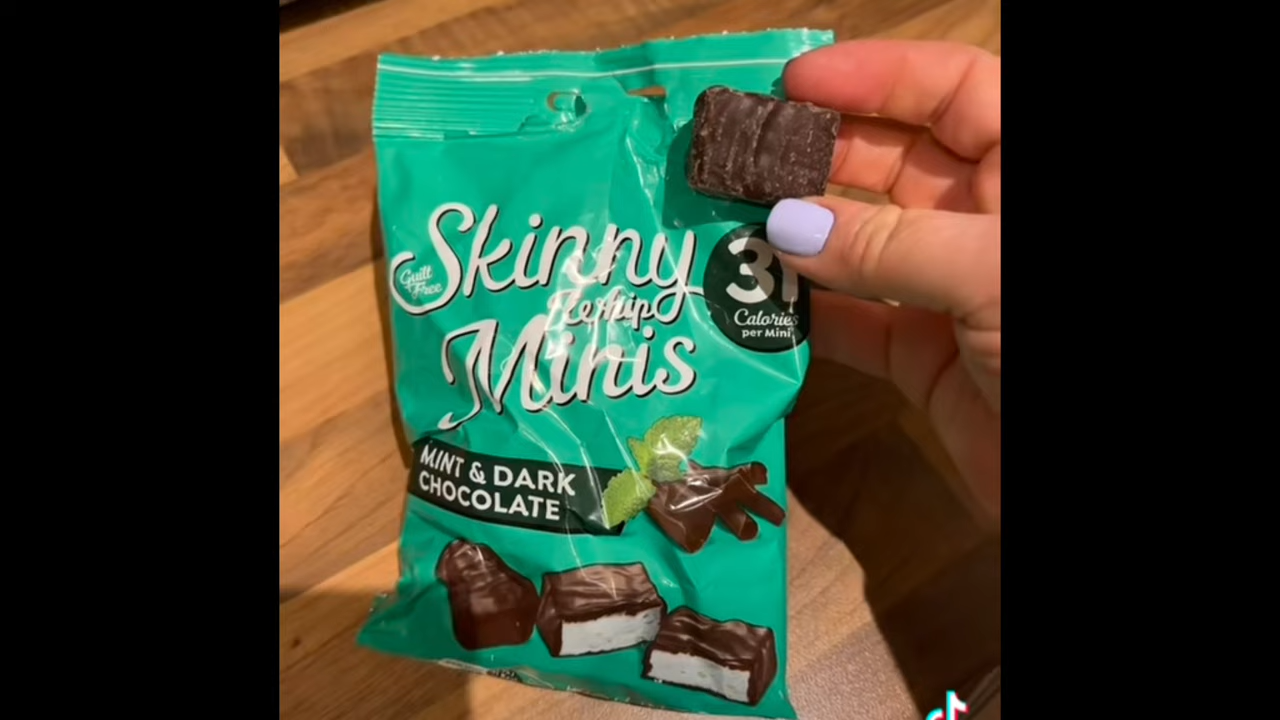 Guilt
Free
Skinny
Whip
Minis
31
Calories
per Mini
MINT & DARK
CHOCOLATE